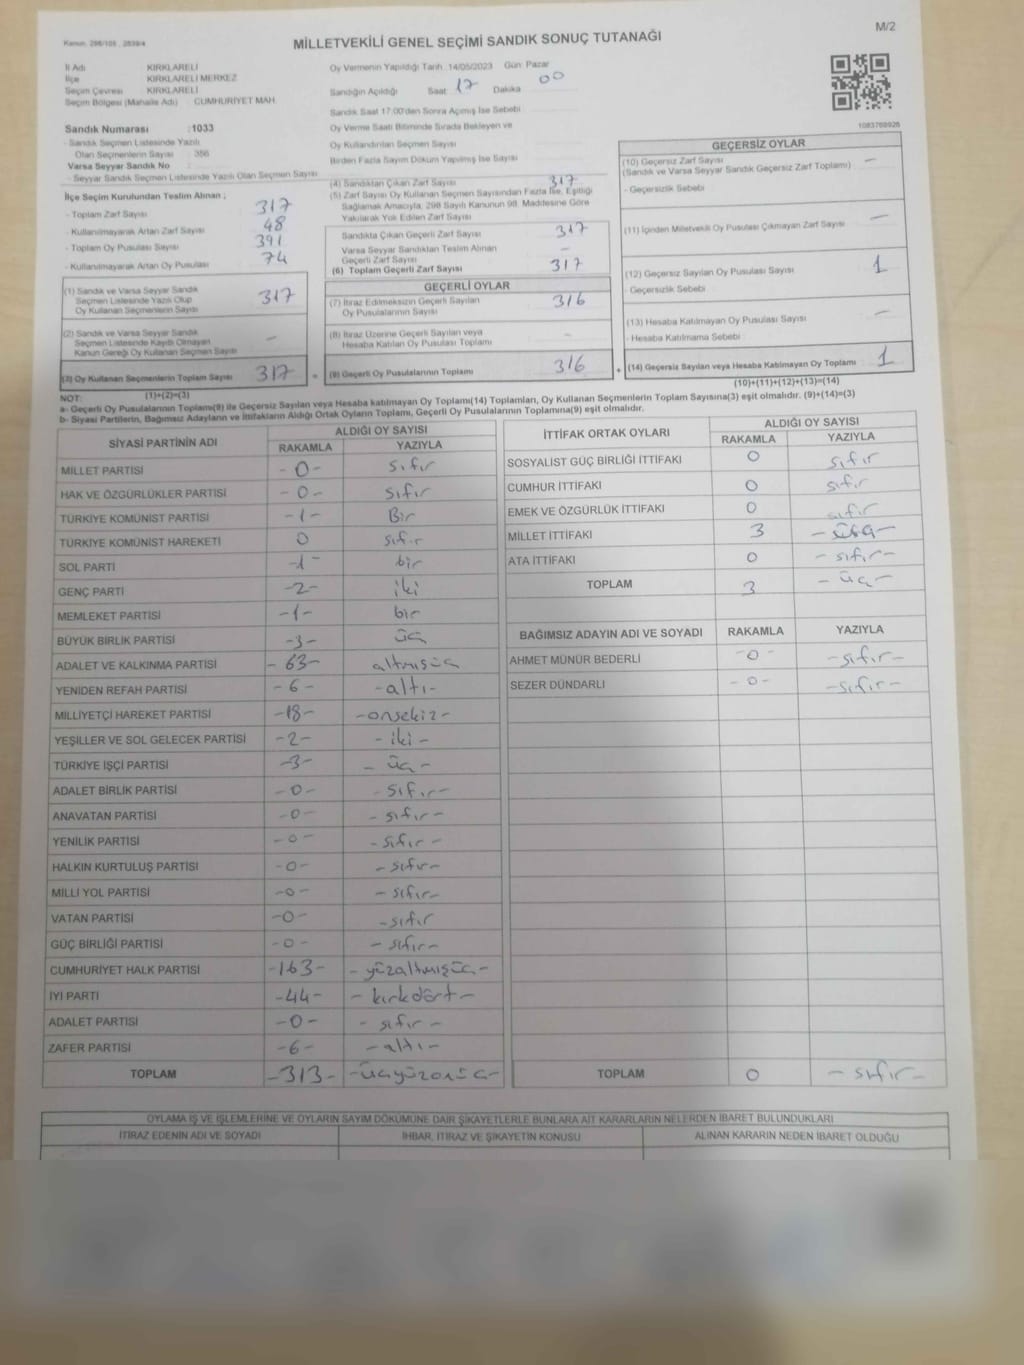 M/2
Kanun: 298/105 , 2839/4
MİLLETVEKİLİ GENEL SEÇİMİ SANDIK SONUÇ TUTANAĞI
İl Adı KIRKLARELİ
İlçe KIRKLARELİ MERKEZ
Seçim Çevresi KIRKLARELİ
Seçim Bölgesi (Mahalle Adı) CUMHURİYET MAH.
Sandık Numarası : 1033
- Sandık Seçmen Listesinde Yazılı
Olan Seçmenlerin Sayısı : 356
Varsa Seyyar Sandık No
- Seyyar Sandık Seçmen Listesinde Yazılı Olan Seçmen Sayısı
Oy Vermenin Yapıldığı Tarih :14/05/2023 Gün: Pazar
Sandığın Açıldığı Saat: 17 Dakika 00
Sandık Saat 17:00'den Sonra Açımış İse Sebebi
Oy Verme Saati Bitiminde Sırada Bekleyen ve
Oy Kullandırılan Seçmen Sayısı
Birden Fazla Sayım Döküm Yapılmış İse Sayısı
1083769926
İlçe Seçim Kurulundan Teslim Alınan ;
- Toplam Zarf Sayısı 317
- Kullanılmayarak Artan Zarf Sayısı 48
- Toplam Oy Pusulası Sayısı 391
- Kullanılmayarak Artan Oy Pusulası 74
(1) Sandık ve Varsa Seyyar Sandık
Seçmen Listesinde Yazılı Olup
Oy Kullanan Seçmenlerin Sayısı 317
(2) Sandık ve Varsa Seyyar Sandık
Seçmen Listesinde Kayıtlı Olmayan
Kanun Gereği Oy Kullanan Seçmen Sayısı -
(3) Oy Kullanan Seçmenlerin Toplam Sayısı 317
(1)+(2)=(3)
(4) Sandıktan Çıkan Zarf Sayısı 317
(5) Zarf Sayısı Oy Kullanan Seçmen Sayısından Fazla İse, Eşitliği
Sağlamak Amacıyla, 298 Sayılı Kanunun 98. Maddesine Göre
Yakılarak Yok Edilen Zarf Sayısı
Sandıkta Çıkan Geçerli Zarf Sayısı 317
Varsa Seyyar Sandıktan Teslim Alınan
Geçerli Zarf Sayısı -
(6) Toplam Geçerli Zarf Sayısı 317
GEÇERLİ OYLAR
(7) İtiraz Edilmeksizin Geçerli Sayılan
Oy Pusulalarının Sayısı 316
(8) İtiraz Üzerine Geçerli Sayılan veya
Hesaba Katılan Oy Pusulası Toplamı -
= (9) Geçerli Oy Pusulalarının Toplamı 316
GEÇERSİZ OYLAR
(10) Geçersiz Zarf Sayısı -
(Sandık ve Varsa Seyyar Sandık Geçersiz Zarf Toplamı)
- Geçersizlik Sebebi
(11) İçinden Milletvekili Oy Pusulası Çıkmayan Zarf Sayısı -
(12) Geçersiz Sayılan Oy Pusulası Sayısı 1
- Geçersizlik Sebebi
(13) Hesaba Katılmayan Oy Pusulası Sayısı -
- Hesaba Katılmama Sebebi
+ (14) Geçersiz Sayılan veya Hesaba Katılmayan Oy Toplamı 1
(10)+(11)+(12)+(13)=(14)
NOT:
a- Geçerli Oy Pusulalarının Toplamı(9) ile Geçersiz Sayılan veya Hesaba katılmayan Oy Toplamı(14) Toplamları, Oy Kullanan Seçmenlerin Toplam Sayısına(3) eşit olmalıdır. (9)+(14)=(3)
b- Siyasi Partilerin, Bağımsız Adayların ve İttifakların Aldığı Ortak Oyların Toplamı, Geçerli Oy Pusulalarının Toplamına(9) eşit olmalıdır.
SİYASİ PARTİNİN ADI ALDIĞI OY SAYISI
RAKAMLA YAZIYLA
MİLLET PARTİSİ -0- sıfır
HAK VE ÖZGÜRLÜKLER PARTİSİ -0- sıfır
TÜRKİYE KOMÜNİST PARTİSİ -1- Bir
TÜRKİYE KOMÜNİST HAREKETİ 0 sıfır
SOL PARTİ -1- bir
GENÇ PARTİ -2- iki
MEMLEKET PARTİSİ -1- bir
BÜYÜK BİRLİK PARTİSİ -3- üç
ADALET VE KALKINMA PARTİSİ -63- altmışüç
YENİDEN REFAH PARTİSİ -6- -altı-
MİLLİYETÇİ HAREKET PARTİSİ -18- -onsekiz-
YEŞİLLER VE SOL GELECEK PARTİSİ -2- -iki-
TÜRKİYE İŞÇİ PARTİSİ -3- -üç-
ADALET BİRLİK PARTİSİ -0- -sıfır-
ANAVATAN PARTİSİ -0- -sıfır-
YENİLİK PARTİSİ -0- -sıfır-
HALKIN KURTULUŞ PARTİSİ -0- -sıfır-
MİLLİ YOL PARTİSİ -0- -sıfır-
VATAN PARTİSİ -0- -sıfır
GÜÇ BİRLİĞİ PARTİSİ -0- -sıfır-
CUMHURİYET HALK PARTİSİ -163- -yüzaltmışüç-
İYİ PARTİ -44- -kırkdört-
ADALET PARTİSİ -0- -sıfır-
ZAFER PARTİSİ -6- -altı-
TOPLAM -313- -üçyüzonüç-
İTTİFAK ORTAK OYLARI ALDIĞI OY SAYISI
RAKAMLA YAZIYLA
SOSYALİST GÜÇ BİRLİĞİ İTTİFAKI 0 sıfır
CUMHUR İTTİFAKI 0 sıfır
EMEK VE ÖZGÜRLÜK İTTİFAKI 0 sıfır
MİLLET İTTİFAKI 3
ATA İTTİFAKI 0 -sıfır-
TOPLAM 3 -üç-
BAĞIMSIZ ADAYIN ADI VE SOYADI RAKAMLA YAZIYLA
AHMET MÜNÜR BEDERLİ -0- -sıfır-
SEZER DÜNDARLI -0- -sıfır-
TOPLAM 0 -sıfır-
OYLAMA İŞ VE İŞLEMLERİNE VE OYLARIN SAYIM DÖKÜMÜNE DAİR ŞİKAYETLERLE BUNLARA AİT KARARLARIN NELERDEN İBARET BULUNDUKLARI
İTİRAZ EDENİN ADI VE SOYADI İHBAR, İTİRAZ VE ŞİKAYETİN KONUSU ALINAN KARARIN NEDEN İBARET OLDUĞU